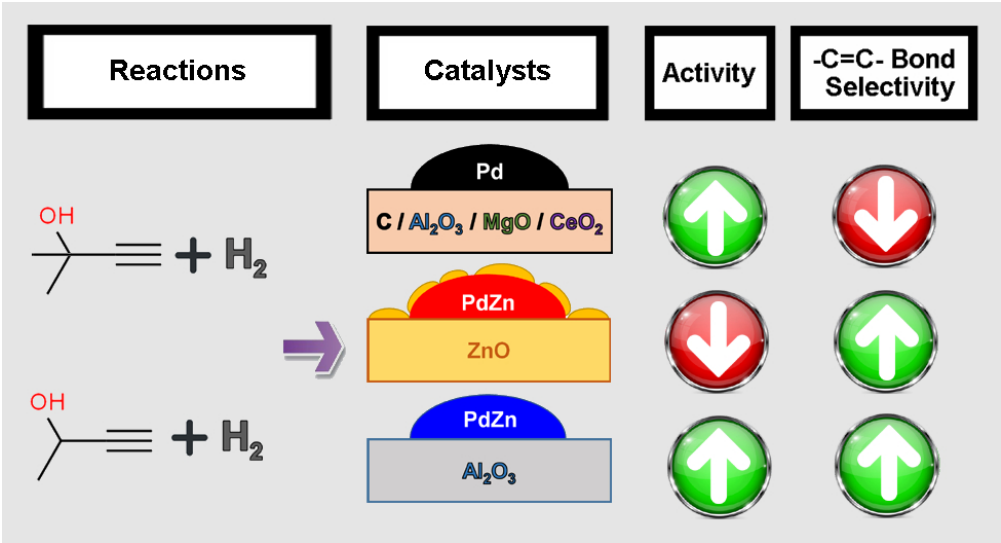 Reactions
Catalysts
Activity
-C=C- Bond
Selectivity
Pd
C / Al₂O₃ / MgO / CeO₂
OH
+ H₂
PdZn
ZnO
OH
+ H₂
PdZn
Al₂O₃